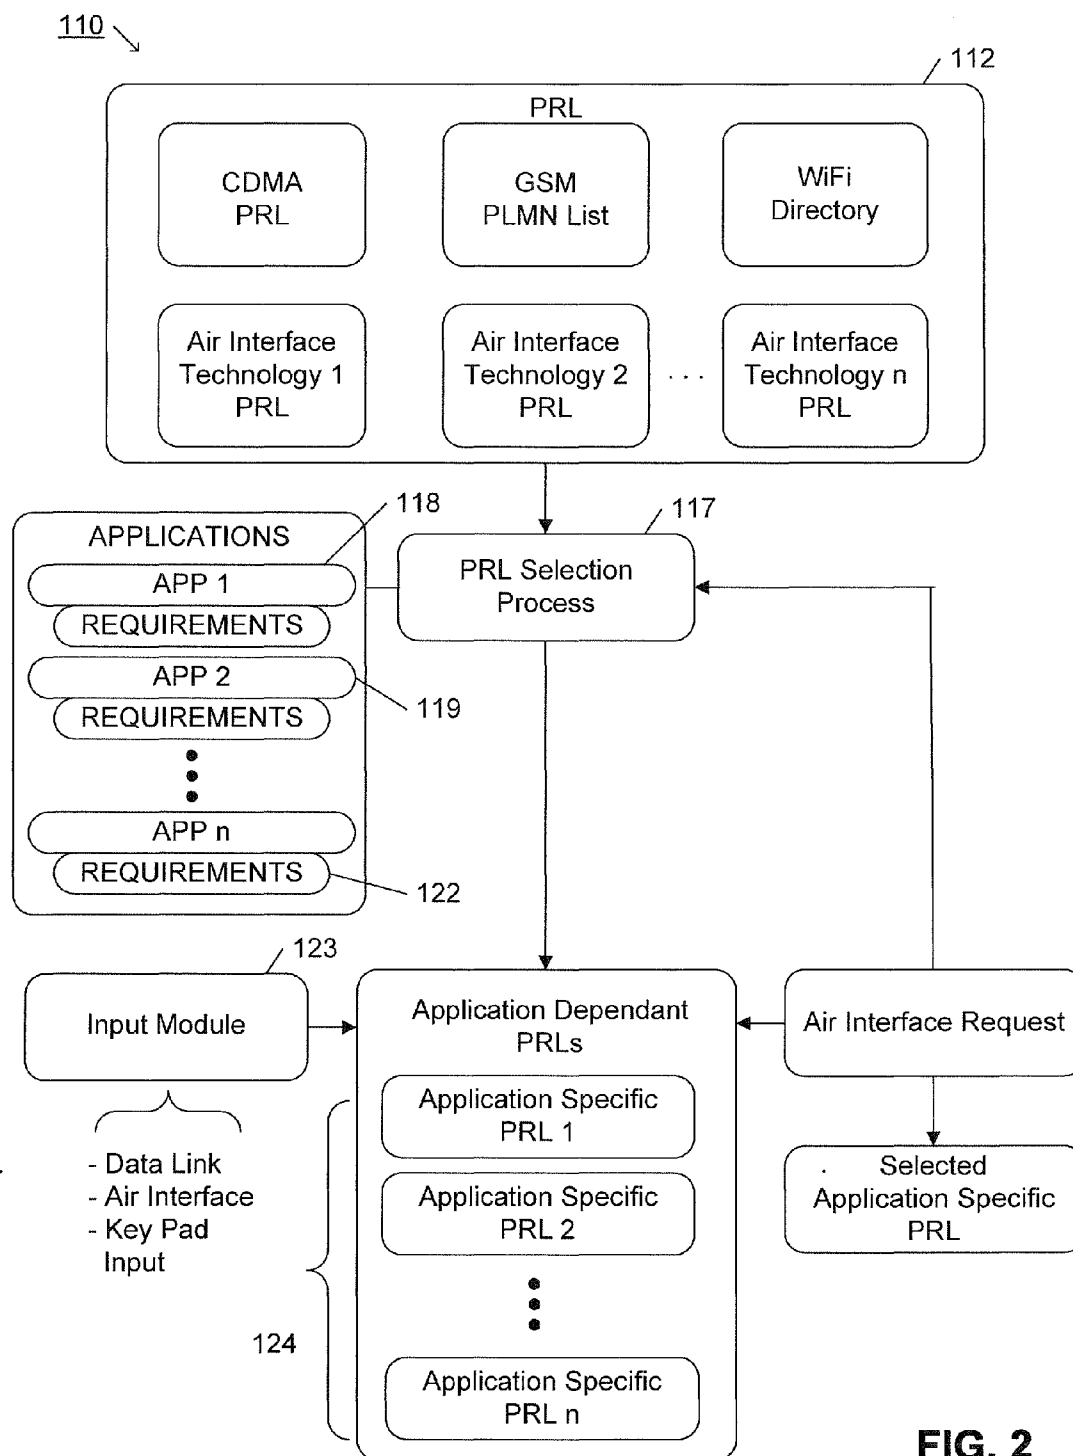 110
112
PRL
CDMA
PRL
GSM
PLMN List
WiFi
Directory
Air Interface
Technology 1
PRL
Air Interface
Technology 2
PRL
. . .
Air Interface
Technology n
PRL
118
117
APPLICATIONS
APP 1
REQUIREMENTS
APP 2
REQUIREMENTS
119
APP n
REQUIREMENTS
122
PRL Selection
Process
123
Input Module
- Data Link
- Air Interface
- Key Pad
Input
Application Dependant
PRLs
Application Specific
PRL 1
Application Specific
PRL 2
Application Specific
PRL n
124
Air Interface Request
Selected
Application Specific
PRL
FIG. 2